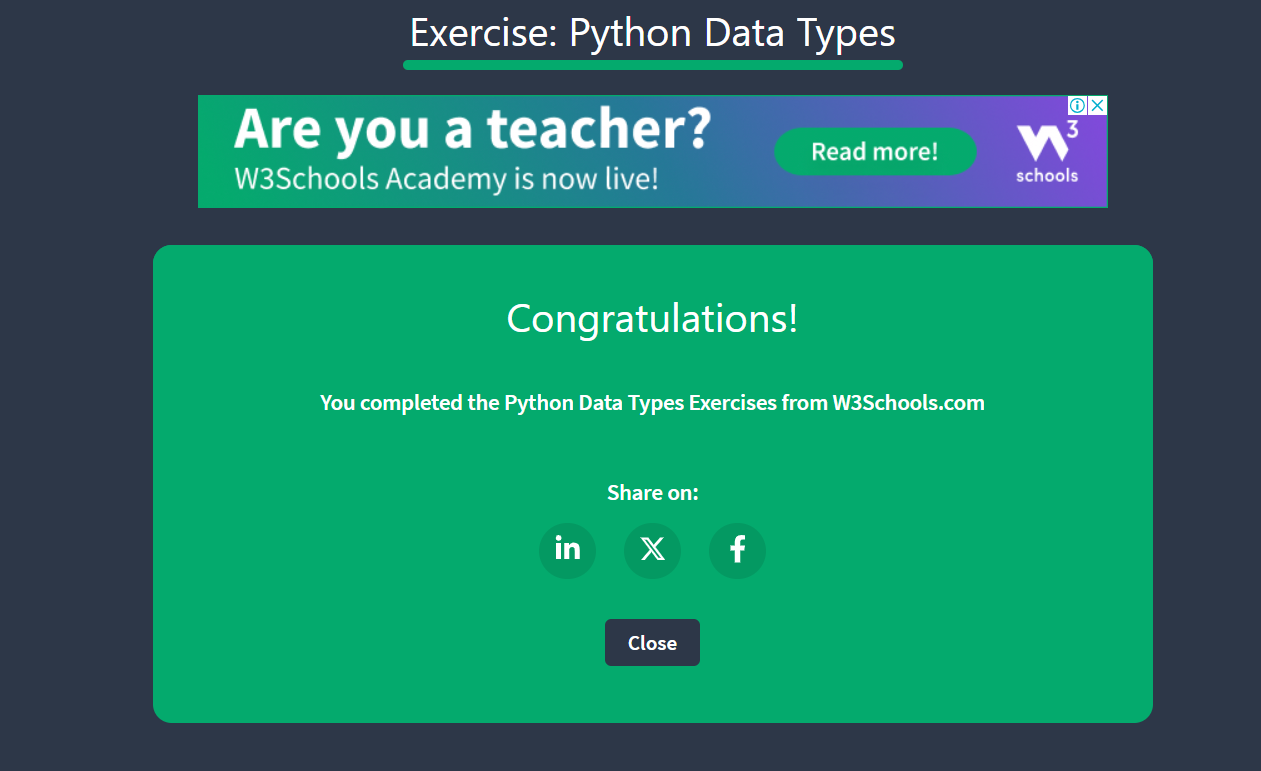 Exercise: Python Data Types
Are you a teacher?
W3Schools Academy is now live!
Read more!
W3
schools
Congratulations!
You completed the Python Data Types Exercises from W3Schools.com
Share on:
in
X
f
Close